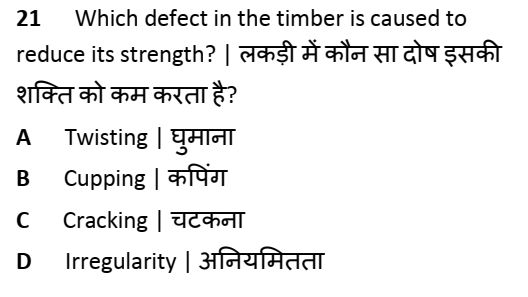 21 Which defect in the timber is caused to
reduce its strength? | लकड़ी में कौन सा दोष इसकी
शक्ति को कम करता है?
A Twisting | घुमाना
B Cupping | कपिंग
C Cracking | चटकना
D Irregularity | अनियमितता